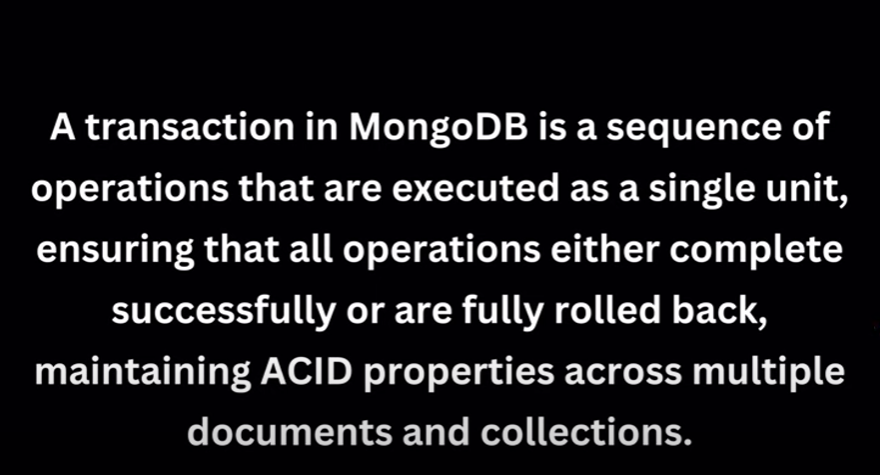 A transaction in MongoDB is a sequence of
operations that are executed as a single unit,
ensuring that all operations either complete
successfully or are fully rolled back,
maintaining ACID properties across multiple
documents and collections.